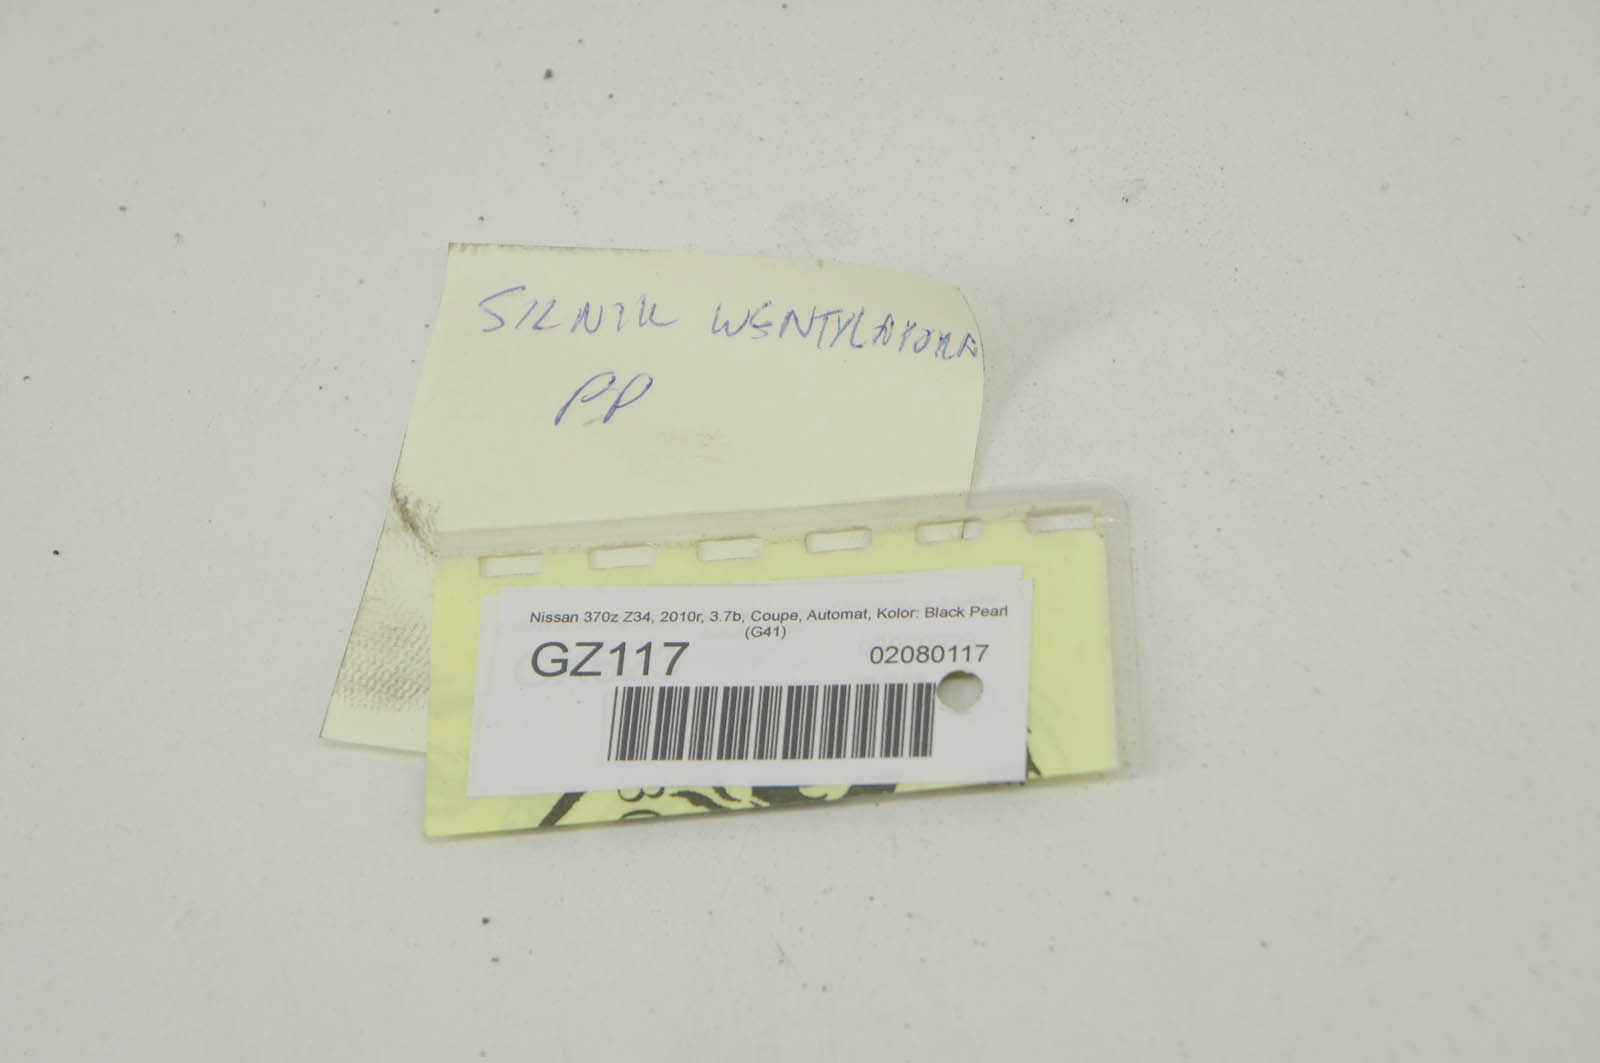 SILNIK WENTYLATORA
PP
Nissan 370z Z34, 2010r, 3.7b, Coupe, Automat, Kolor: Black Pearl
(G41)
GZ117
02080117